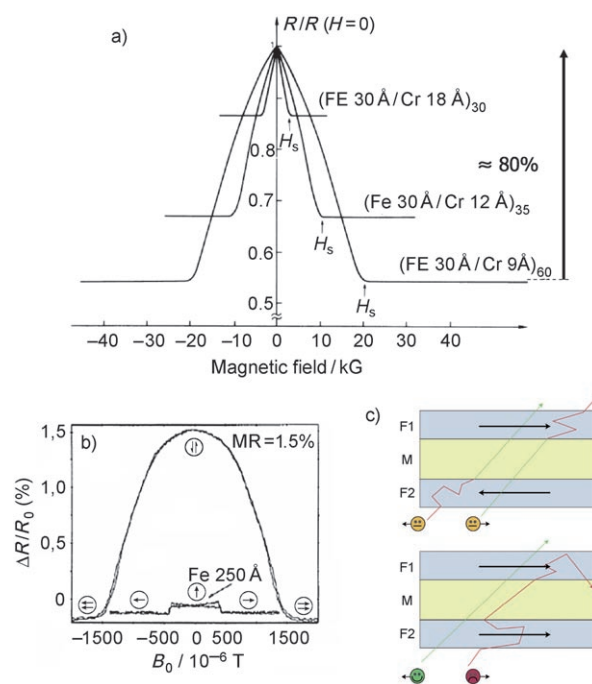 a)
R/R (H=0)
(FE 30 Å/Cr 18 Å)30
0.8
Hs
≈ 80%
0.7
(Fe 30 Å/Cr 12 Å)35
Hs
0.6
(FE 30 Å/Cr 9Å)60
0.5
Hs
−40 −30 −20 −10 0 10 20 30 40
Magnetic field / kG
b)
1,5
MR=1.5%
1,0
ΔR/R0 (%)
0,5
Fe 250 Å
0
−1500 −500 0 500 1500
B0 / 10−6 T
c)
F1
M
F2
F1
M
F2